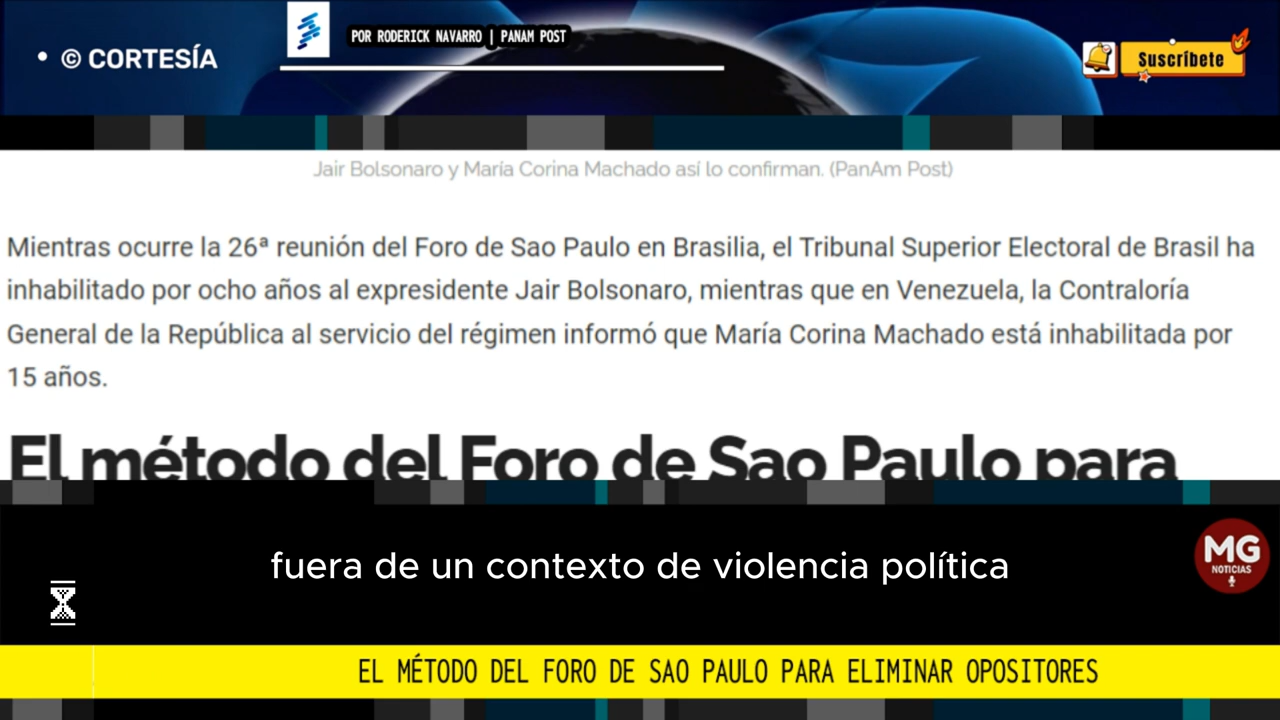 • © CORTESÍA
POR RODERICK NAVARRO | PANAM POST
Suscríbete
Jair Bolsonaro y María Corina Machado así lo confirman. (PanAm Post)
Mientras ocurre la 26ª reunión del Foro de Sao Paulo en Brasilia, el Tribunal Superior Electoral de Brasil ha
inhabilitado por ocho años al expresidente Jair Bolsonaro, mientras que en Venezuela, la Contraloría
General de la República al servicio del régimen informó que María Corina Machado está inhabilitada por
15 años.
El método del Foro de Sao Paulo para
fuera de un contexto de violencia política
MG
NOTICIAS
EL MÉTODO DEL FORO DE SAO PAULO PARA ELIMINAR OPOSITORES